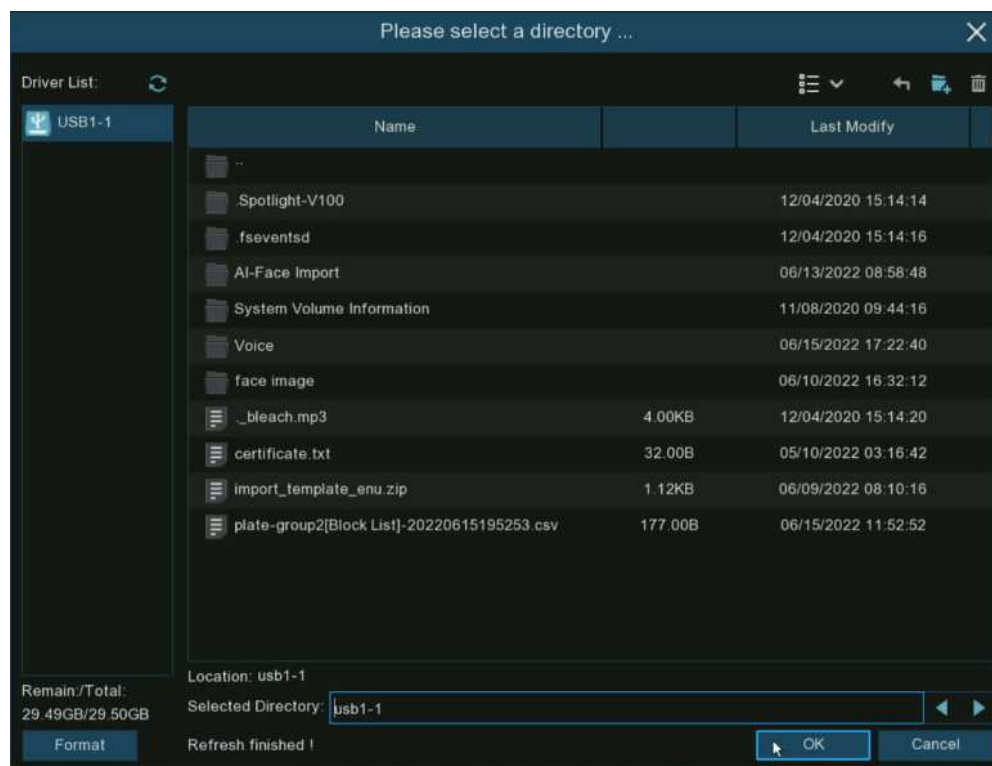 Please select a directory ...
Driver List:
USB1-1
Name Last Modify
..
.Spotlight-V100 12/04/2020 15:14:14
.fseventsd 12/04/2020 15:14:16
AI-Face Import 06/13/2022 08:58:48
System Volume Information 11/08/2020 09:44:16
Voice 06/15/2022 17:22:40
face image 06/10/2022 16:32:12
._bleach.mp3 4.00KB 12/04/2020 15:14:20
certificate.txt 32.00B 05/10/2022 03:16:42
import_template_enu.zip 1.12KB 06/09/2022 08:10:16
plate-group2[Block List]-20220615195253.csv 177.00B 06/15/2022 11:52:52
Location: usb1-1
Remain:/Total:
29.49GB/29.50GB
Selected Directory: usb1-1
Format Refresh finished ! OK Cancel